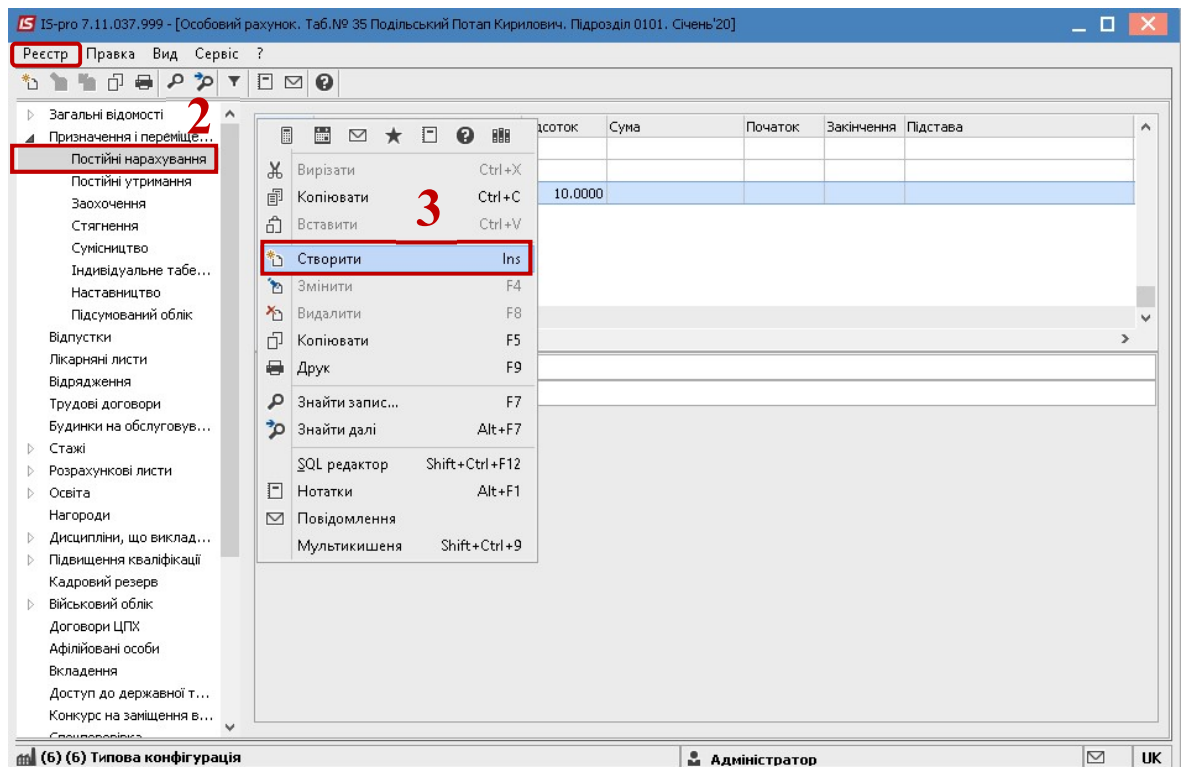 IS-pro 7.11.037.999 - [Особовий рахунок. Таб.№ 35 Подільський Потап Кирилович. Підрозділ 0101. Січень'20]
Реєстр Правка Вид Сервіс ?
2
Загальні відомості
Призначення і переміще...
Постійні нарахування
Постійні утримання
Заохочення
Стягнення
Сумісництво
Індивідуальне табе...
Наставництво
Підсумований облік
Відпустки
Лікарняні листи
Відрядження
Трудові договори
Будинки на обслуговув...
Стажі
Розрахункові листи
Освіта
Нагороди
Дисципліни, що виклад...
Підвищення кваліфікації
Кадровий резерв
Військовий облік
Договори ЦПХ
Афілійовані особи
Вкладення
Доступ до державної т...
Конкурс на заміщення в...
Спецперевірка
дсоток Сума Початок Закінчення Підстава
10.0000
3
Вирізати Ctrl+X
Копіювати Ctrl+C
Вставити Ctrl+V
Створити Ins
Змінити F4
Видалити F8
Копіювати F5
Друк F9
Знайти запис... F7
Знайти далі Alt+F7
SQL редактор Shift+Ctrl+F12
Нотатки Alt+F1
Повідомлення
Мультикишеня Shift+Ctrl+9
(6) (6) Типова конфігурація Адміністратор UK